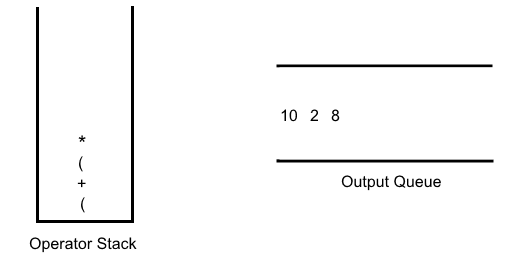 *
(
+
(
Operator Stack
10 2 8
Output Queue